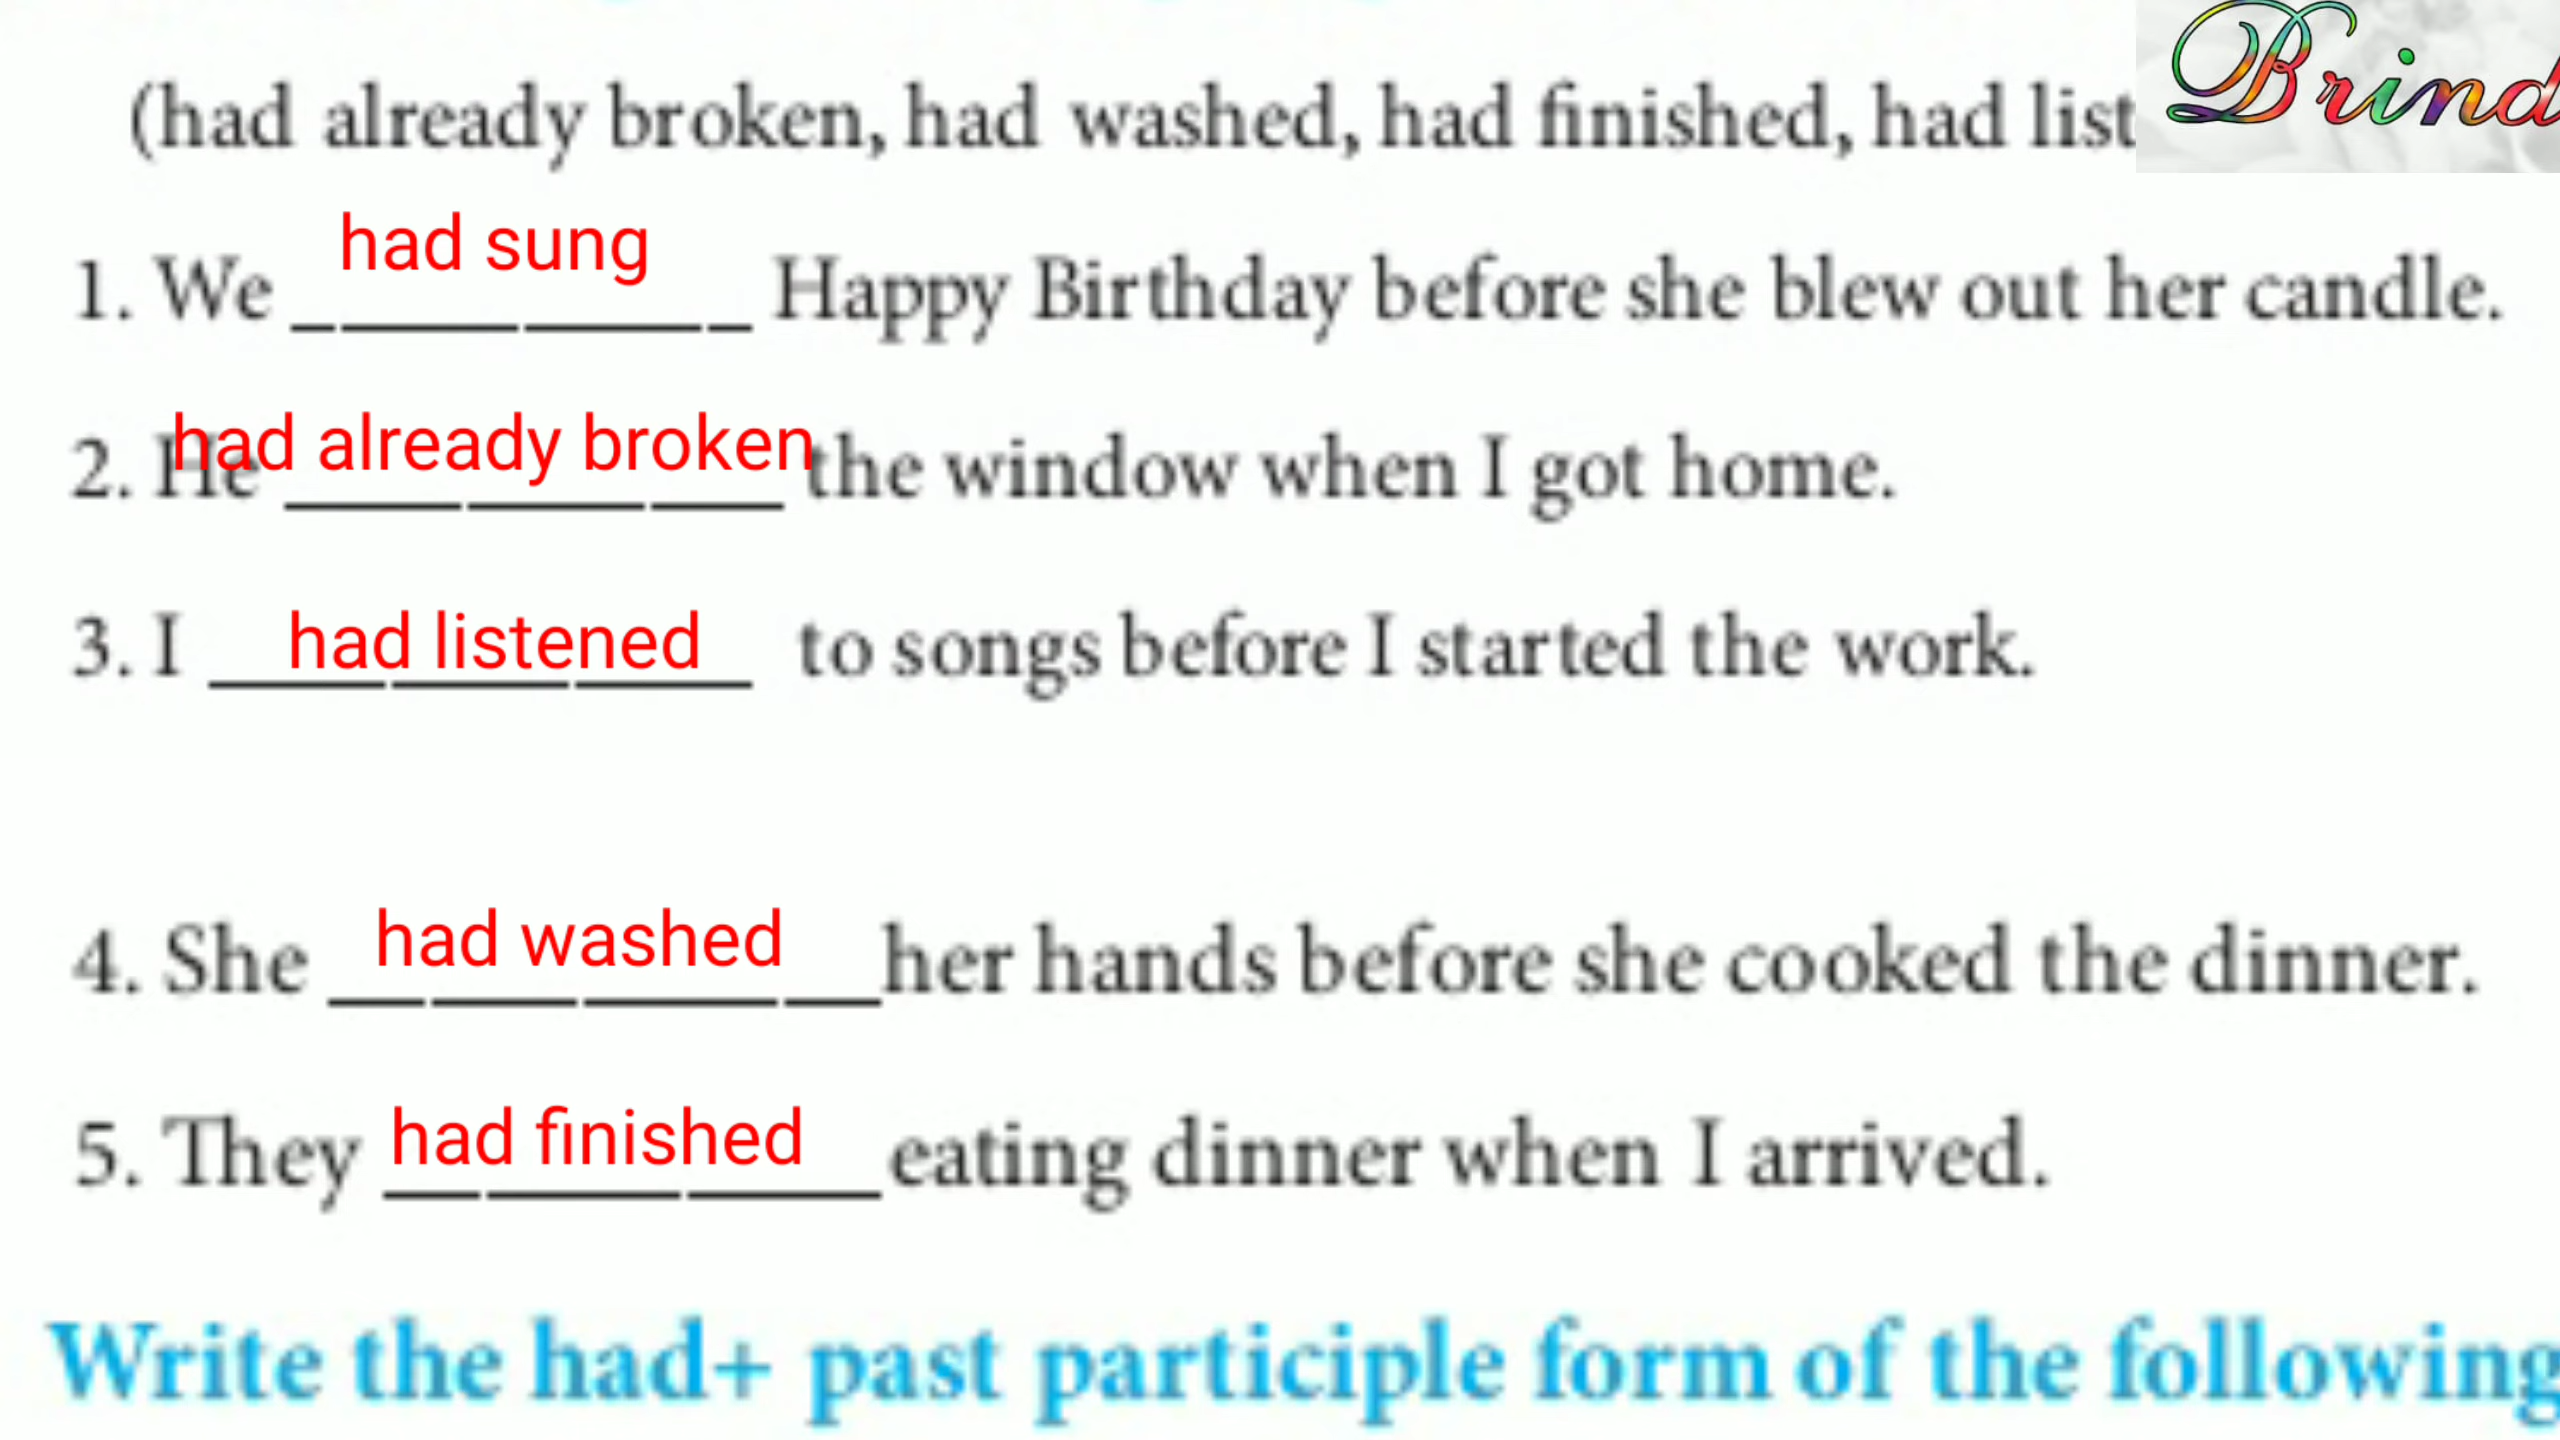 (had already broken, had washed, had finished, had list
Brind
had sung
1. We ____________ Happy Birthday before she blew out her candle.
had already broken
2. He ____________ the window when I got home.
3. I had listened to songs before I started the work.
4. She had washed her hands before she cooked the dinner.
5. They had finished eating dinner when I arrived.
Write the had+ past participle form of the following